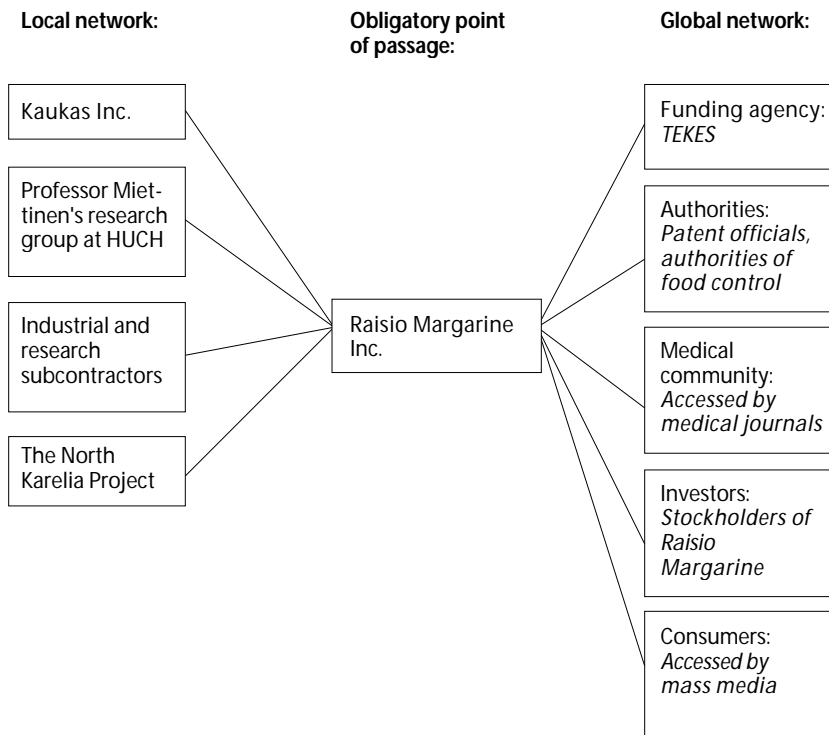 Local network:
Obligatory point
of passage:
Global network:
Kaukas Inc.
Professor Miet-
tinen's research
group at HUCH
Industrial and
research
subcontractors
The North
Karelia Project
Raisio Margarine
Inc.
Funding agency:
TEKES
Authorities:
Patent officials,
authorities of
food control
Medical
community:
Accessed by
medical journals
Investors:
Stockholders of
Raisio
Margarine
Consumers:
Accessed by
mass media